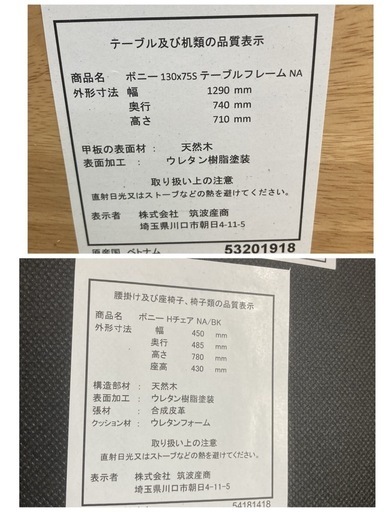 テーブル及び机類の品質表示
商品名 : ボニー 130x75S テーブルフレーム NA
外形寸法 幅 1290 mm
奥行 740 mm
高さ 710 mm
甲板の表面材: 天然木
表面加工 : ウレタン樹脂塗装
取り扱い上の注意
直射日光又はストーブなどの熱を避けてください。
表示者 : 株式会社 筑波産商
埼玉県川口市朝日4-11-5
原産国 ベトナム 53201918
腰掛け及び座椅子、椅子類の品質表示
商品名 : ボニー Hチェア NA/BK
外形寸法 幅 450 mm
奥行 485 mm
高さ 780 mm
座高 430 mm
構造部材 : 天然木
表面加工 : ウレタン樹脂塗装
張材 : 合成皮革
クッション材 : ウレタンフォーム
取り扱い上の注意
直射日光又はストーブなどの熱を避けてください。
表示者 : 株式会社 筑波産商
埼玉県川口市朝日4-11-5
54181418